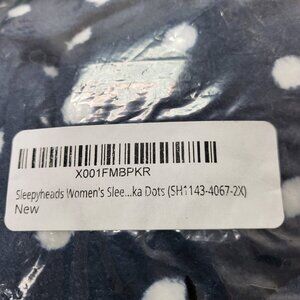 X001FMBPKR
Sleepyheads Women's Slee...ka Dots (SH1143-4067-2X)
New